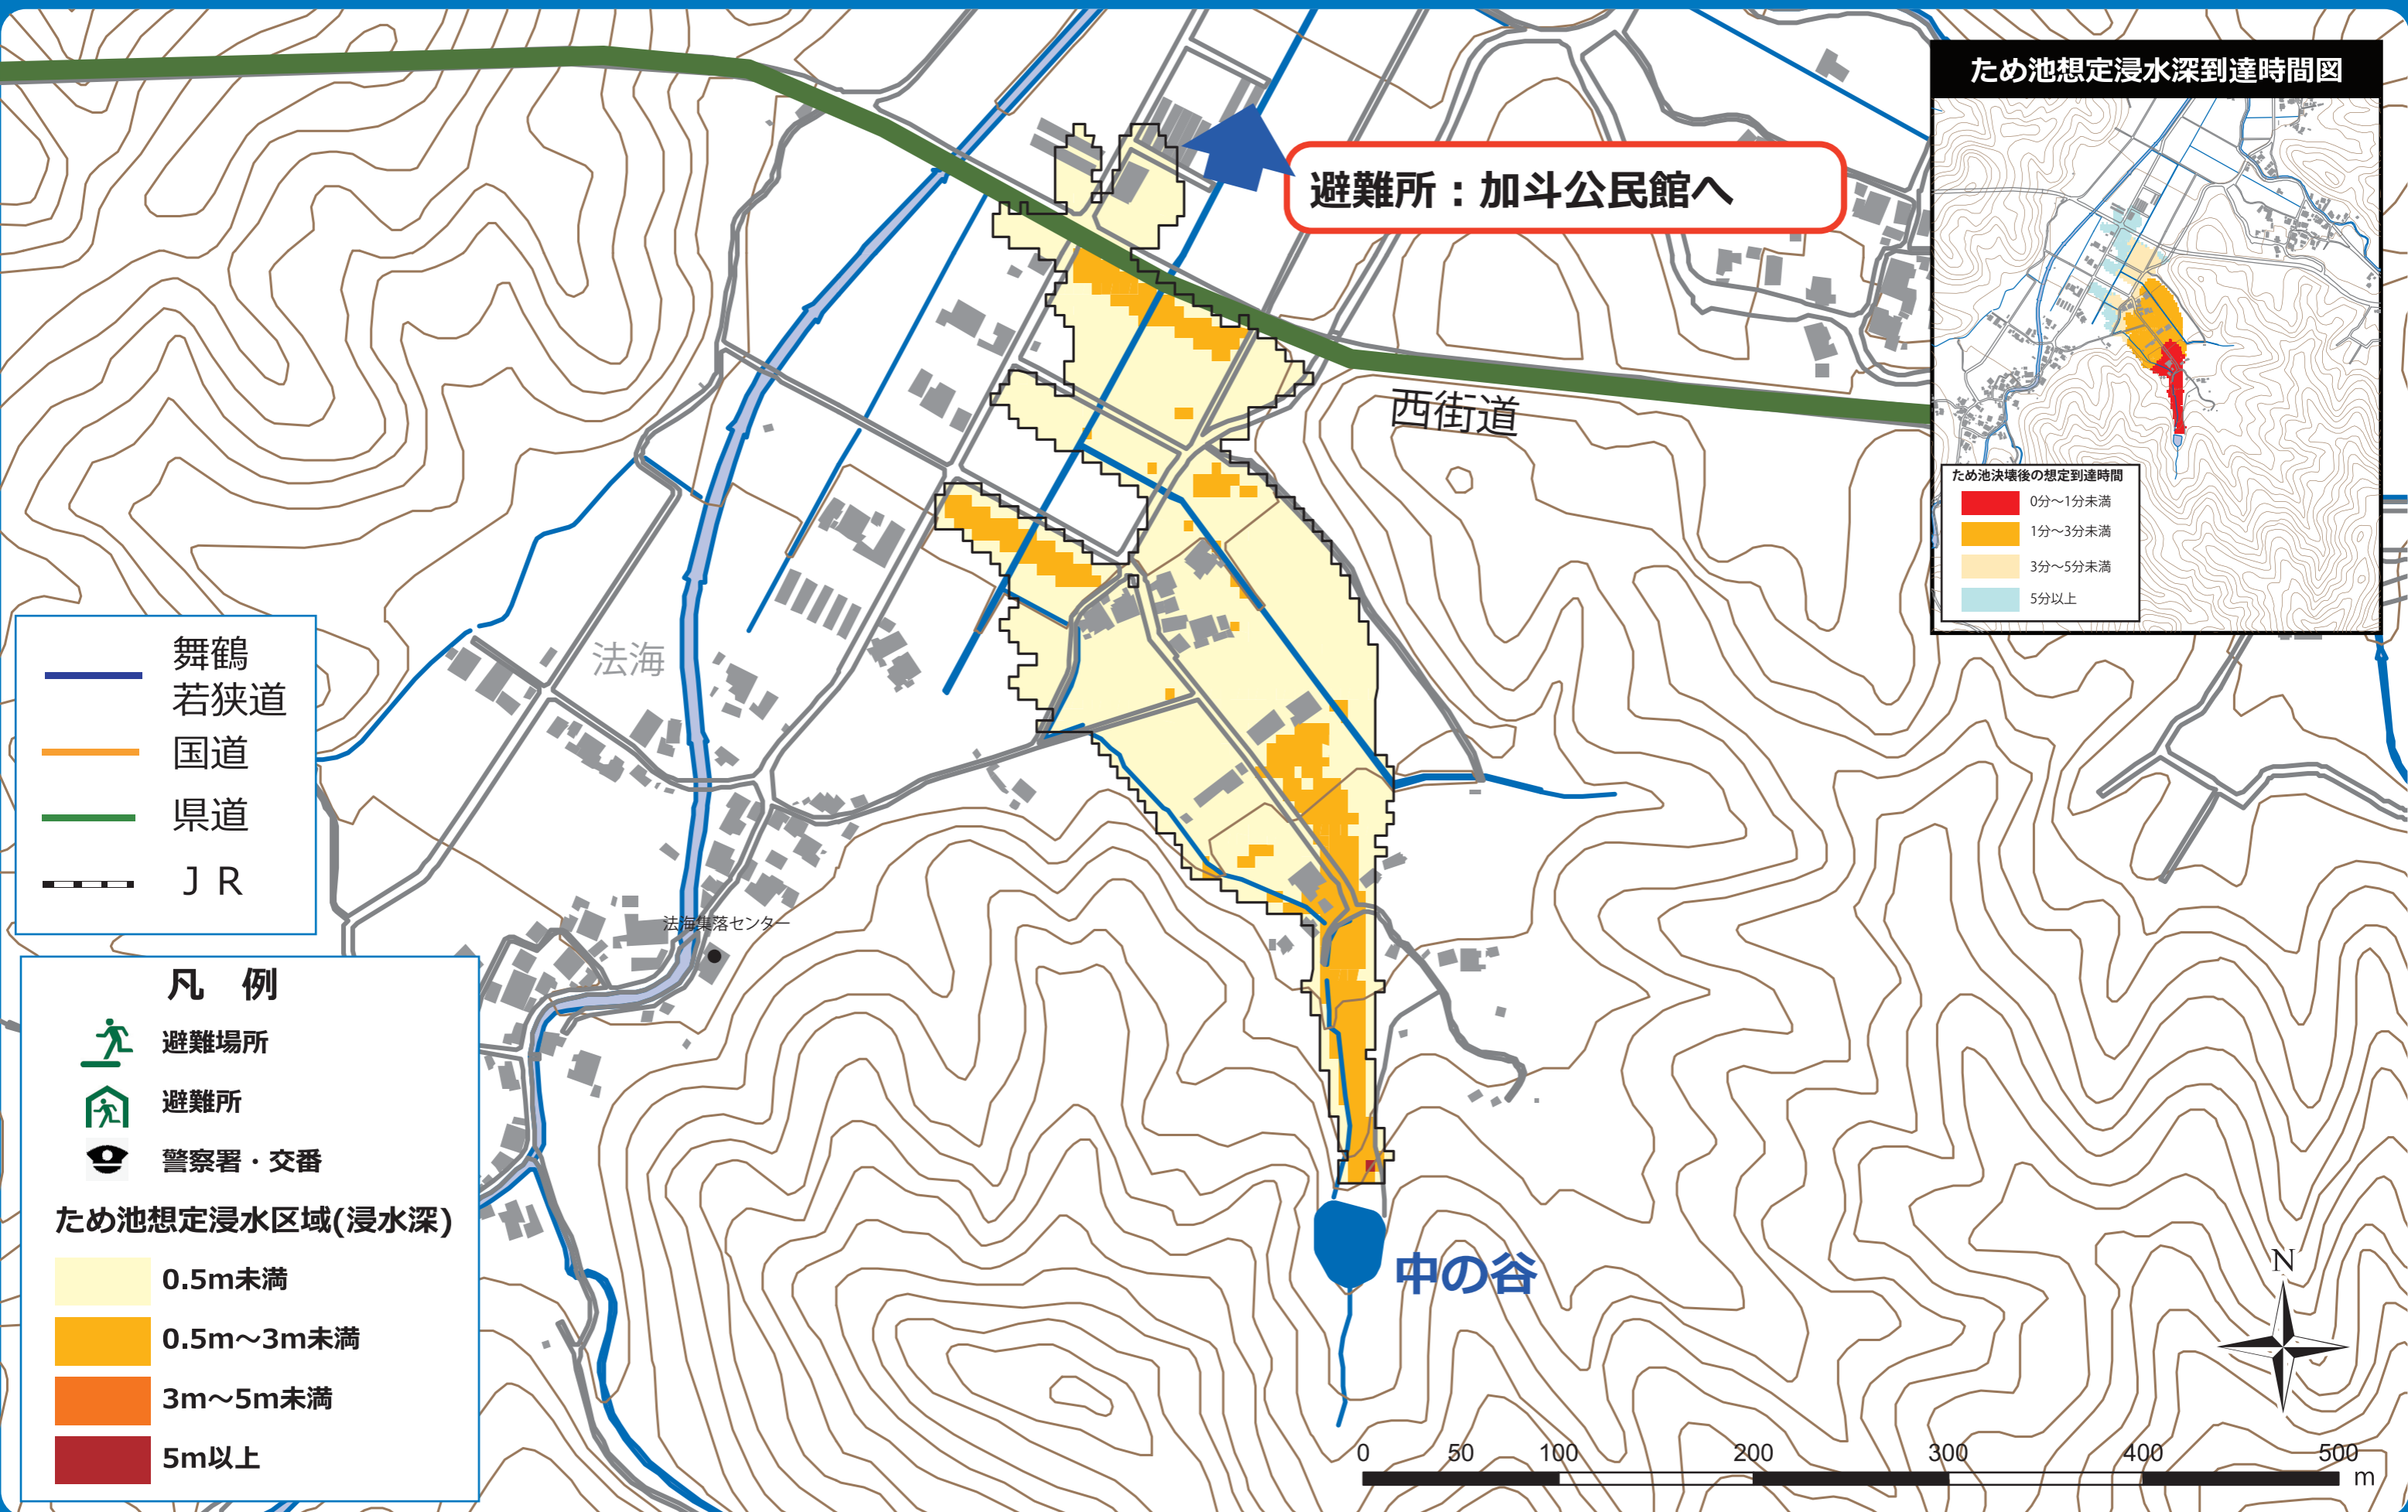 ため池想定浸水深到達時間図
避難所：加斗公民館へ
西街道
ため池決壊後の想定到達時間
0分～1分未満
1分～3分未満
3分～5分未満
5分以上
舞鶴
若狭道
国道
県道
ＪＲ
法海
法海集落センター
凡 例
避難場所
避難所
警察署・交番
ため池想定浸水区域(浸水深)
0.5m未満
0.5m～3m未満
3m～5m未満
5m以上
中の谷
N
0 50 100 200 300 400 500
m